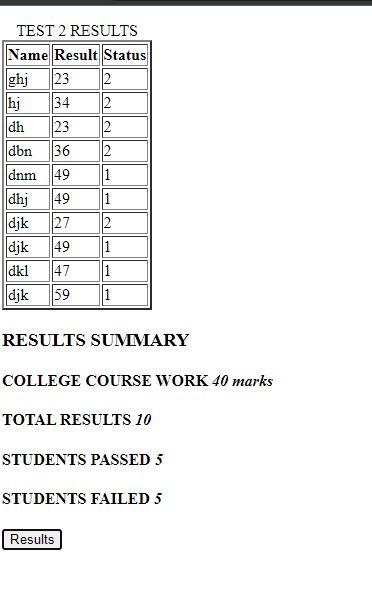 TEST 2 RESULTS
Name Result Status
ghj 23 2
hj 34 2
dh 23 2
dbn 36 2
dnm 49 1
dhj 49 1
djk 27 2
djk 49 1
dkl 47 1
djk 59 1
RESULTS SUMMARY
COLLEGE COURSE WORK 40 marks
TOTAL RESULTS 10
STUDENTS PASSED 5
STUDENTS FAILED 5
Results